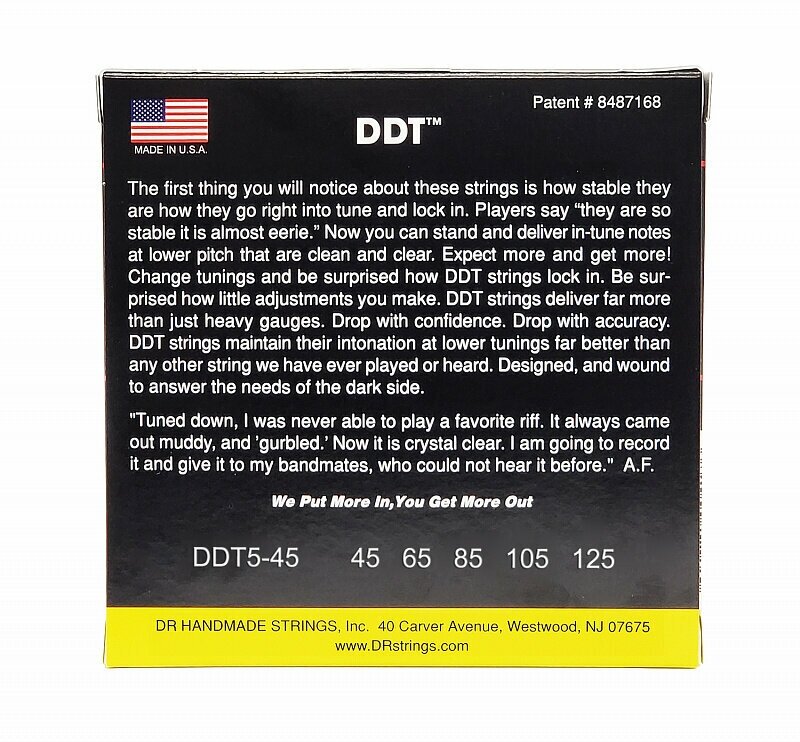 Patent # 8487168
MADE IN U.S.A.
DDT™
The first thing you will notice about these strings is how stable they
are how they go right into tune and lock in. Players say “they are so
stable it is almost eerie.” Now you can stand and deliver in-tune notes
at lower pitch that are clean and clear. Expect more and get more!
Change tunings and be surprised how DDT strings lock in. Be sur-
prised how little adjustments you make. DDT strings deliver far more
than just heavy gauges. Drop with confidence. Drop with accuracy.
DDT strings maintain their intonation at lower tunings far better than
any other string we have ever played or heard. Designed, and wound
to answer the needs of the dark side.
"Tuned down, I was never able to play a favorite riff. It always came
out muddy, and 'gurbled.' Now it is crystal clear. I am going to record
it and give it to my bandmates, who could not hear it before." A.F.
We Put More In,You Get More Out
DDT5-45 45 65 85 105 125
DR HANDMADE STRINGS, Inc. 40 Carver Avenue, Westwood, NJ 07675
www.DRstrings.com